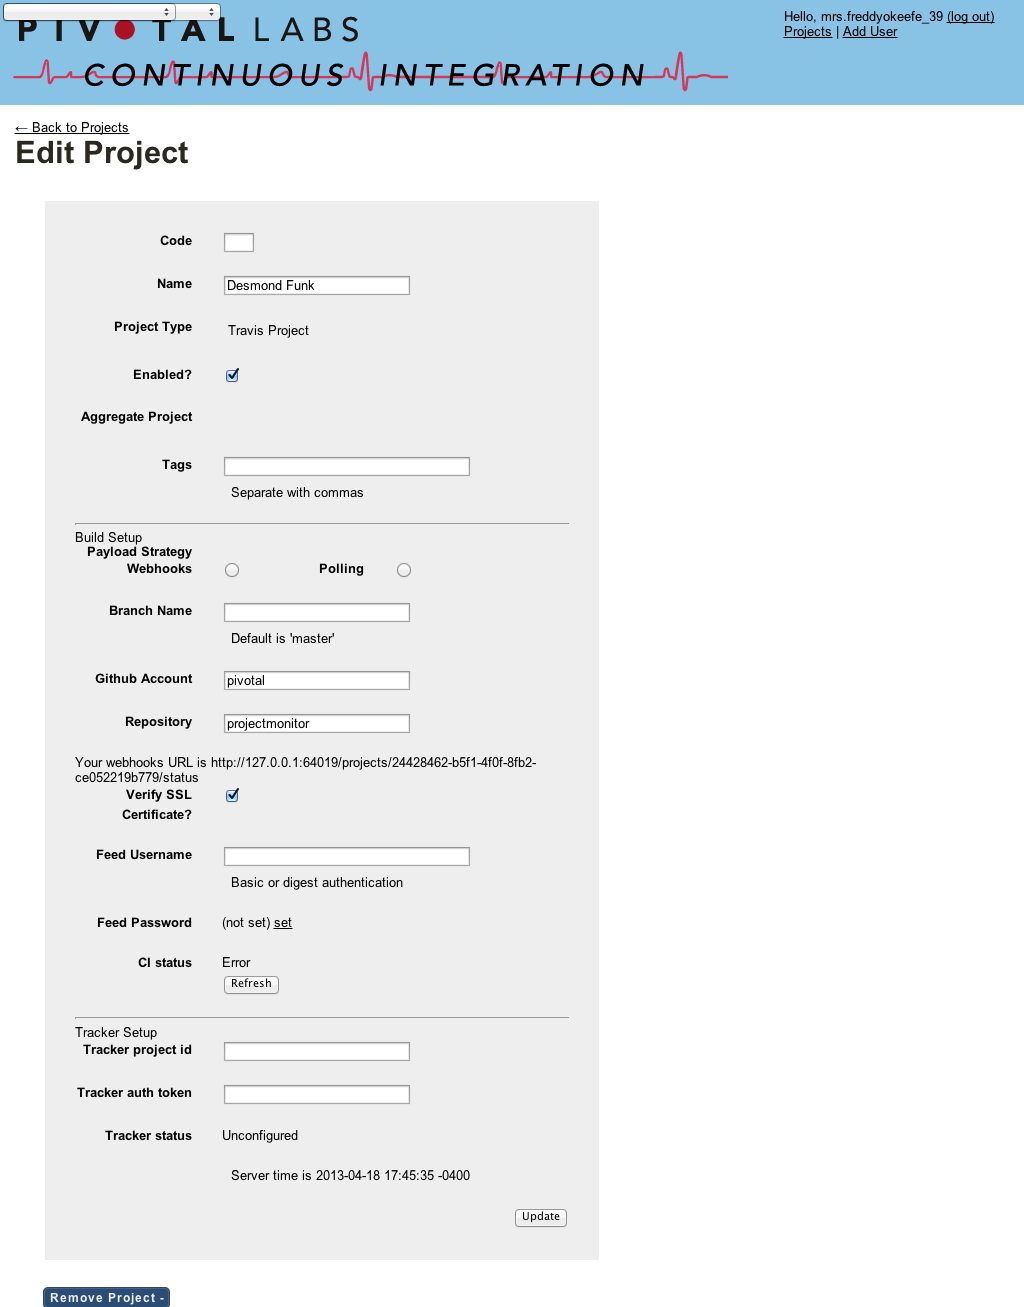 PIVOTAL LABS
CONTINUOUS INTEGRATION
Hello, mrs.freddyokeefe_39 (log out)
Projects | Add User
← Back to Projects
Edit Project
Code
Name Desmond Funk
Project Type Travis Project
Enabled?
Aggregate Project
Tags
Separate with commas
Build Setup
Payload Strategy
Webhooks Polling
Branch Name
Default is 'master'
Github Account pivotal
Repository projectmonitor
Your webhooks URL is http://127.0.0.1:64019/projects/24428462-b5f1-4f0f-8fb2-
ce052219b779/status
Verify SSL
Certificate?
Feed Username
Basic or digest authentication
Feed Password (not set) set
CI status Error
Refresh
Tracker Setup
Tracker project id
Tracker auth token
Tracker status Unconfigured
Server time is 2013-04-18 17:45:35 -0400
Update
Remove Project -